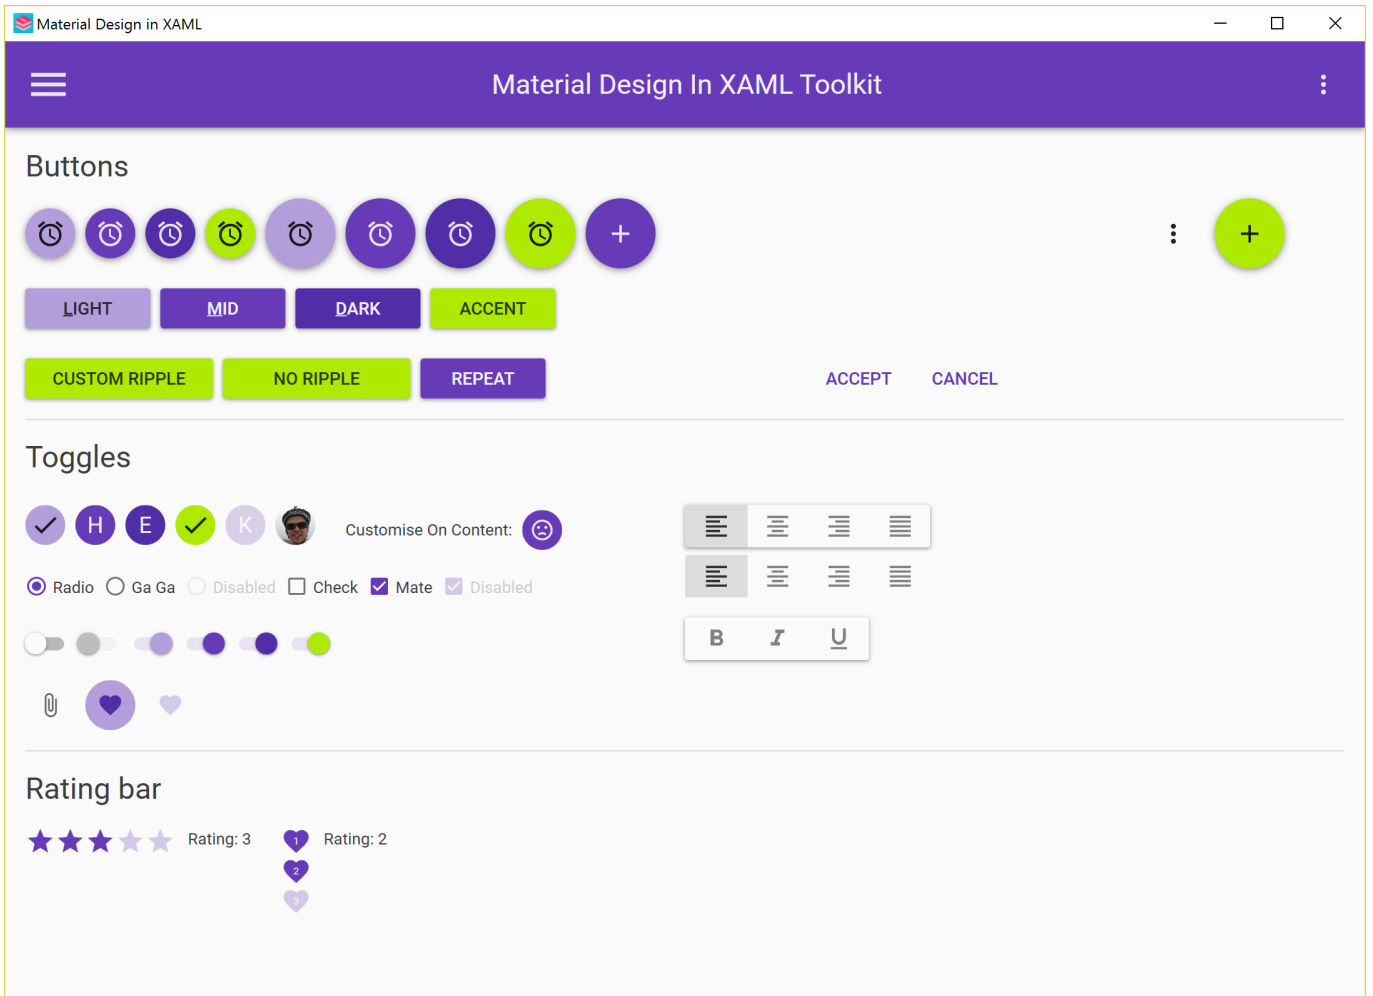 Material Design in XAML
Material Design In XAML Toolkit
Buttons
LIGHT MID DARK ACCENT
CUSTOM RIPPLE NO RIPPLE REPEAT ACCEPT CANCEL
Toggles
H E K Customise On Content:
Radio Ga Ga Disabled Check Mate Disabled
B I U
Rating bar
Rating: 3 1 Rating: 2
2
3